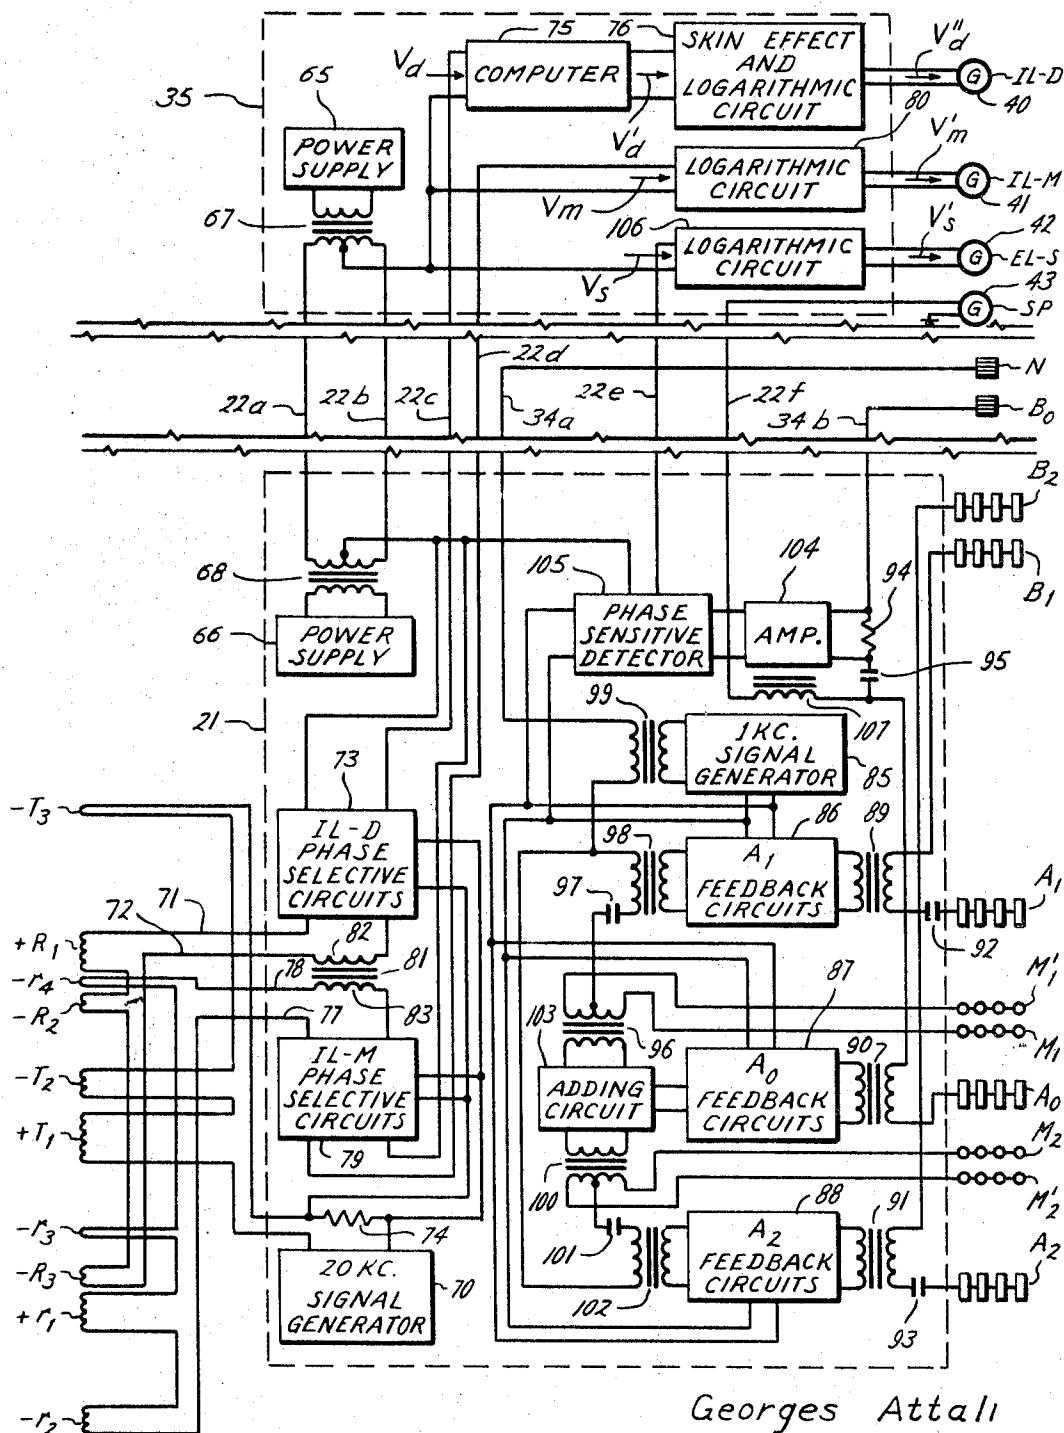 75
76
SKIN EFFECT
AND
LOGARITHMIC
CIRCUIT
V"d
IL-D
40
Vd
COMPUTER
V'd
35
65
POWER
SUPPLY
67
80
LOGARITHMIC
CIRCUIT
Vm
V'm
IL-M
41
106
LOGARITHMIC
CIRCUIT
Vs
V's
42
EL-S
43
SP
G
G
G
G
22d
N
22a
22b
22c
34a
22e
22f
34b
B0
B2
B1
68
105
PHASE
SENSITIVE
DETECTOR
104
AMP.
94
95
66
POWER
SUPPLY
21
99
107
1 KC.
SIGNAL
GENERATOR
85
73
IL-D
PHASE
SELECTIVE
CIRCUITS
-T3
98
86
A1
FEEDBACK
CIRCUITS
89
A1
97
92
71
72
+R1
82
81
78
-r4
-R2
77
83
87
M'1
M1
103
96
IL-M
PHASE
SELECTIVE
CIRCUITS
79
ADDING
CIRCUIT
A0
FEEDBACK
CIRCUITS
90
A0
-T2
+T1
M2
100
M'2
88
91
A2
-r3
74
101
A2
FEEDBACK
CIRCUITS
102
93
-R3
+r1
20 KC.
SIGNAL
GENERATOR
70
-r2
Georges Attali